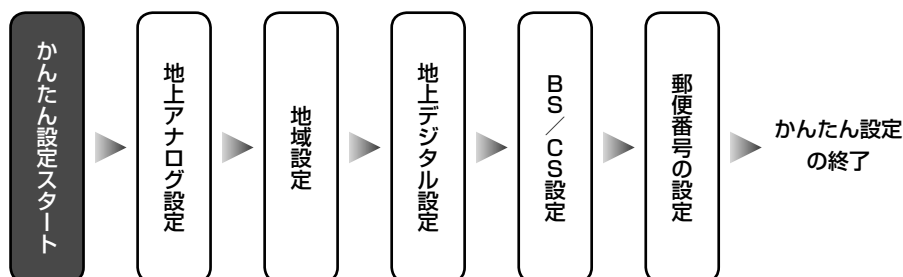 かんたん設定スタート
地上アナログ設定
地域設定
地上デジタル設定
BS/CS設定
郵便番号の設定
かんたん設定
の終了